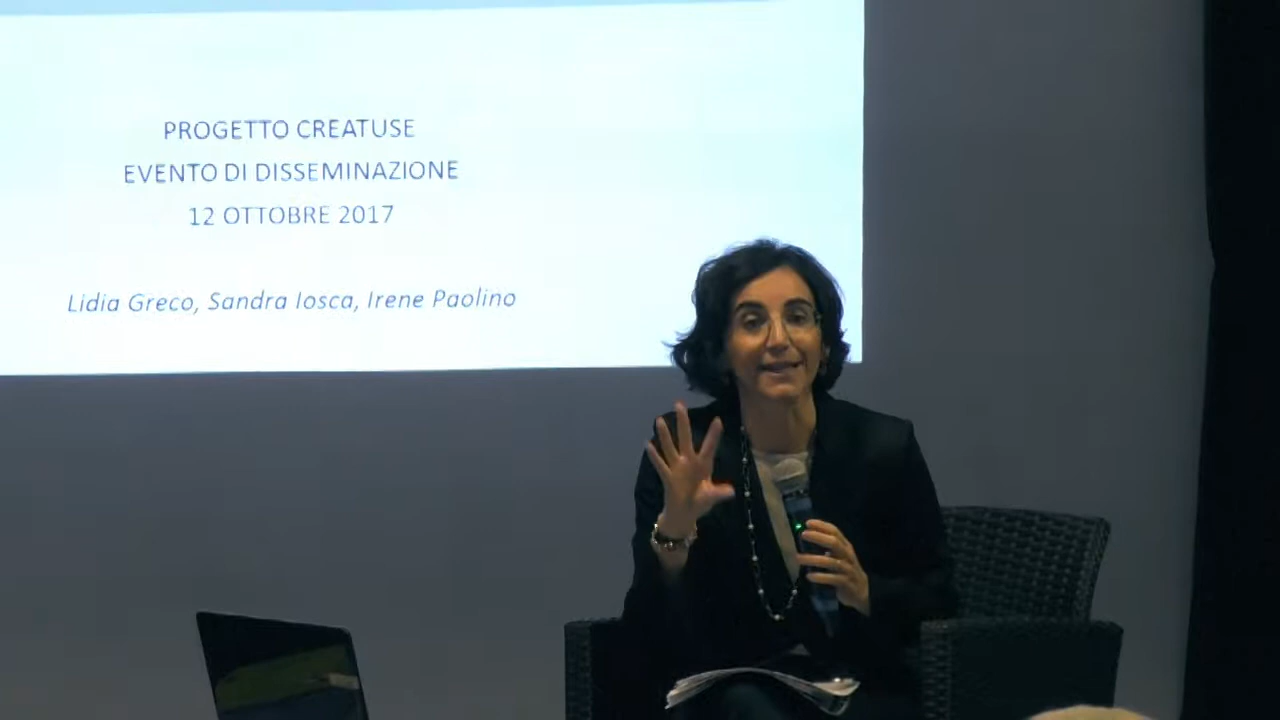 PROGETTO CREATUSE
EVENTO DI DISSEMINAZIONE
12 OTTOBRE 2017
Lidia Greco, Sandra Iosca, Irene Paolino